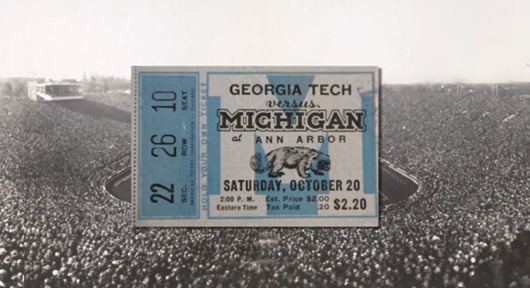 SEAT 10
ROW 26
SEC. 22
HOLD YOUR OWN TICKET
GEORGIA TECH
versus
MICHIGAN
at ANN ARBOR
SATURDAY, OCTOBER 20
2:00 P. M. Est. Price $2.00
Eastern Time Tax Paid .20 $2.20